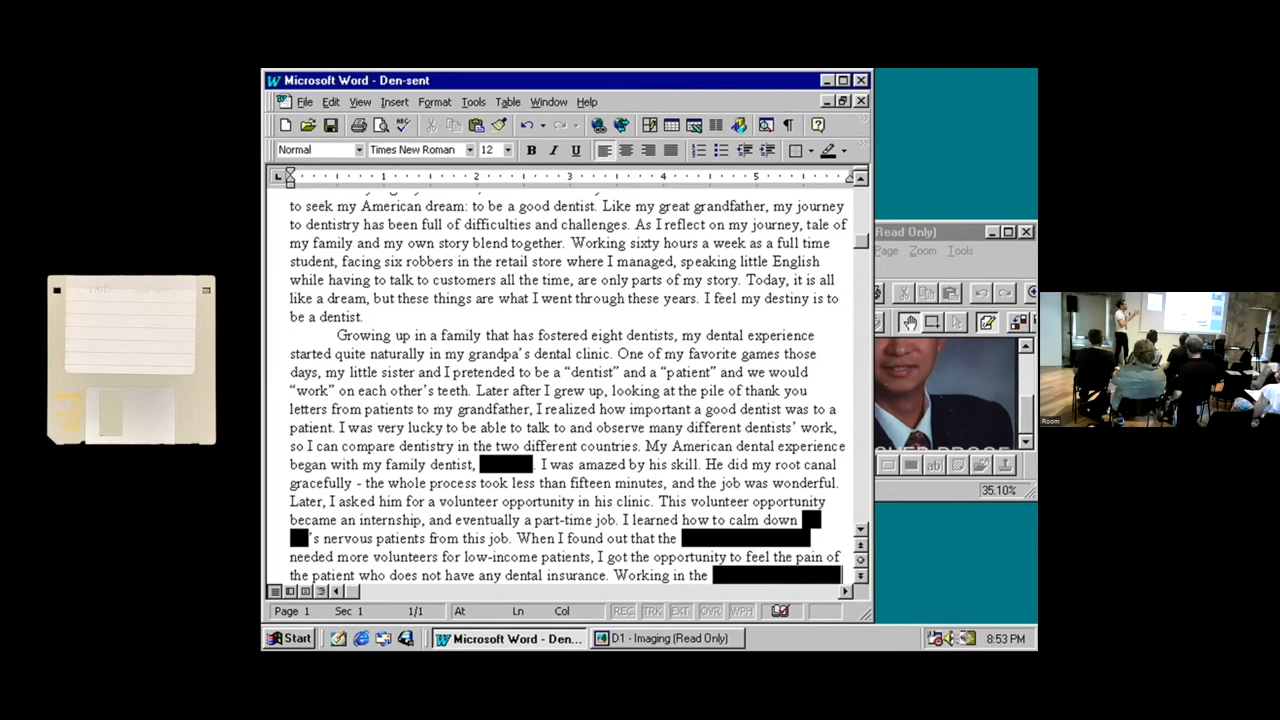 Microsoft Word - Den-sent
File Edit View Insert Format Tools Table Window Help
Normal Times New Roman 12 B I U
1 2 3 4 5
to seek my American dream: to be a good dentist. Like my great grandfather, my journey
to dentistry has been full of difficulties and challenges. As I reflect on my journey, tale of
my family and my own story blend together. Working sixty hours a week as a full time
student, facing six robbers in the retail store where I managed, speaking little English
while having to talk to customers all the time, are only parts of my story. Today, it is all
like a dream, but these things are what I went through these years. I feel my destiny is to
be a dentist.
Growing up in a family that has fostered eight dentists, my dental experience
started quite naturally in my grandpa's dental clinic. One of my favorite games those
days, my little sister and I pretended to be a “dentist” and a “patient” and we would
“work” on each other's teeth. Later after I grew up, looking at the pile of thank you
letters from patients to my grandfather, I realized how important a good dentist was to a
patient. I was very lucky to be able to talk to and observe many different dentists' work,
so I can compare dentistry in the two different countries. My American dental experience
began with my family dentist, . I was amazed by his skill. He did my root canal
gracefully - the whole process took less than fifteen minutes, and the job was wonderful.
Later, I asked him for a volunteer opportunity in his clinic. This volunteer opportunity
became an internship, and eventually a part-time job. I learned how to calm down
's nervous patients from this job. When I found out that the
needed more volunteers for low-income patients, I got the opportunity to feel the pain of
the patient who does not have any dental insurance. Working in the
Page 1 Sec 1 1/1 At Ln Col REC TRK EXT OVR WPH
Start Microsoft Word - Den... D1 - Imaging (Read Only) 8:53 PM
Read Only)
Page Zoom Tools
ab
35.10%
Room